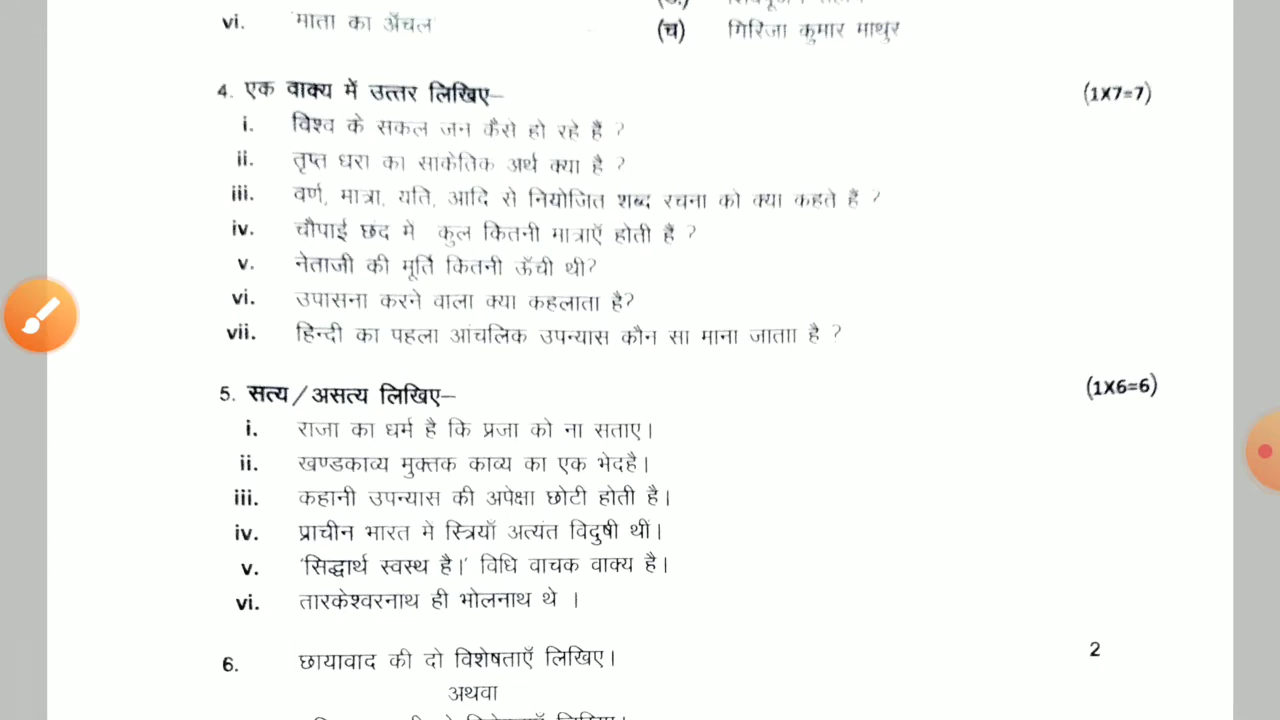 vi. 'माता का अँचल (च) गिरिजा कुमार माथुर
4. एक वाक्य में उत्तर लिखिए– (1X7=7)
i. विश्व के सकल जन कैसे हो रहे हैं ?
ii. तृप्त धरा का सांकेतिक अर्थ क्या है ?
iii. वर्ण, मात्रा, यति, आदि से नियोजित शब्द रचना को क्या कहते हैं ?
iv. चौपाई छंद में कुल कितनी मात्राएँ होती हैं ?
v. नेताजी की मूर्ति कितनी ऊँची थी?
vi. उपासना करने वाला क्या कहलाता है?
vii. हिन्दी का पहला आंचलिक उपन्यास कौन सा माना जाताा है ?
5. सत्य/असत्य लिखिए– (1X6=6)
i. राजा का धर्म है कि प्रजा को ना सताए।
ii. खण्डकाव्य मुक्तक काव्य का एक भेदहै।
iii. कहानी उपन्यास की अपेक्षा छोटी होती है।
iv. प्राचीन भारत मे स्त्रियाँ अत्यंत विदुषी थीं।
v. 'सिद्धार्थ स्वस्थ है।' विधि वाचक वाक्य है।
vi. तारकेश्वरनाथ ही भोलनाथ थे ।
6. छायावाद की दो विशेषताएँ लिखिए। 2
अथवा